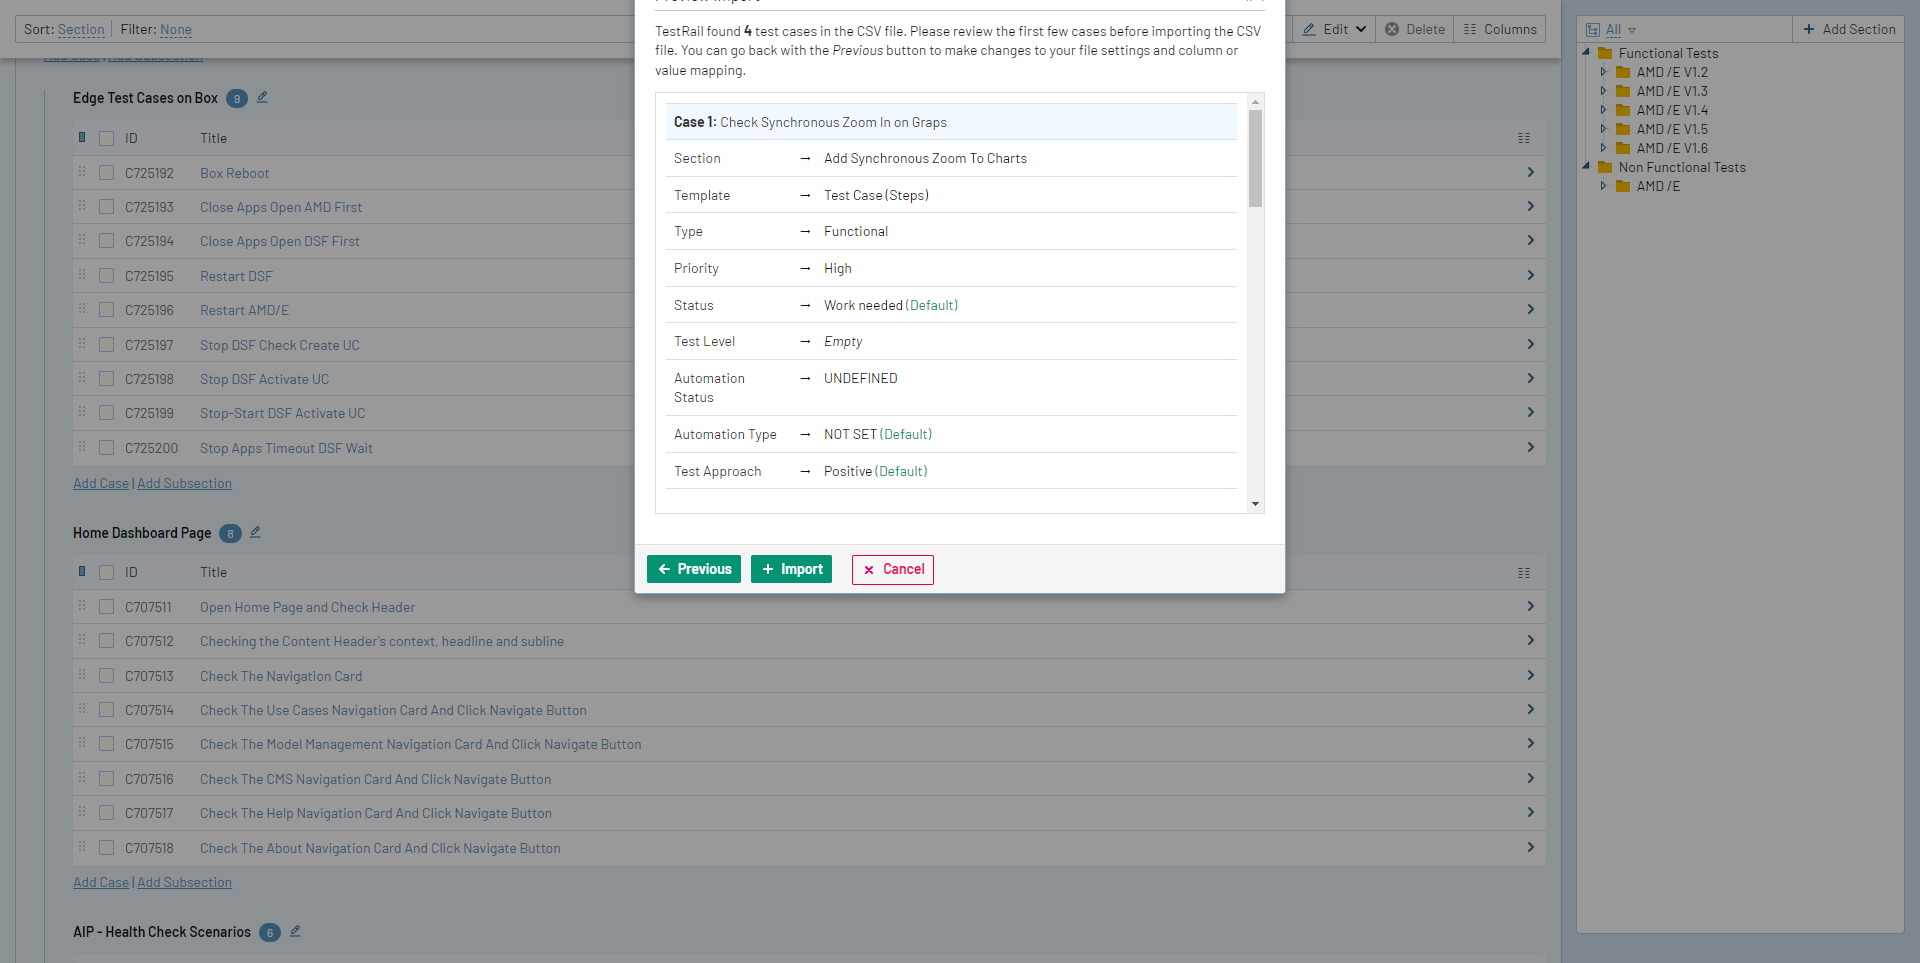 Sort: Section | Filter: None
Edit
Delete
Columns
Add Case | Add Subsection
Edge Test Cases on Box 9
ID Title
C725192 Box Reboot
C725193 Close Apps Open AMD First
C725194 Close Apps Open DSF First
C725195 Restart DSF
C725196 Restart AMD/E
C725197 Stop DSF Check Create UC
C725198 Stop DSF Activate UC
C725199 Stop-Start DSF Activate UC
C725200 Stop Apps Timeout DSF Wait
Add Case | Add Subsection
Home Dashboard Page 8
ID Title
C707511 Open Home Page and Check Header
C707512 Checking the Content Header's context, headline and subline
C707513 Check The Navigation Card
C707514 Check The Use Cases Navigation Card And Click Navigate Button
C707515 Check The Model Management Navigation Card And Click Navigate Button
C707516 Check The CMS Navigation Card And Click Navigate Button
C707517 Check The Help Navigation Card And Click Navigate Button
C707518 Check The About Navigation Card And Click Navigate Button
Add Case | Add Subsection
AIP - Health Check Scenarios 6
Preview Import
TestRail found 4 test cases in the CSV file. Please review the first few cases before importing the CSV
file. You can go back with the Previous button to make changes to your file settings and column or
value mapping.
Case 1: Check Synchronous Zoom In on Graps
Section → Add Synchronous Zoom To Charts
Template → Test Case (Steps)
Type → Functional
Priority → High
Status → Work needed (Default)
Test Level → Empty
Automation Status → UNDEFINED
Automation Type → NOT SET (Default)
Test Approach → Positive (Default)
Previous
Import
Cancel
All
Add Section
Functional Tests
AMD /E V1.2
AMD /E V1.3
AMD /E V1.4
AMD /E V1.5
AMD /E V1.6
Non Functional Tests
AMD /E